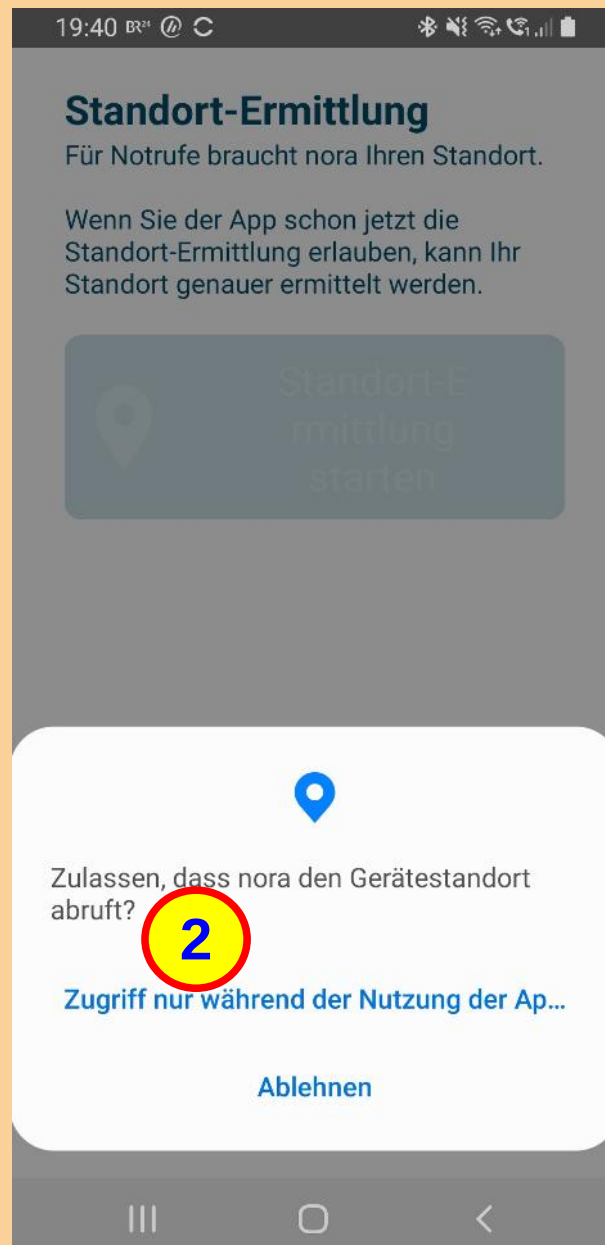 19:40 BR24
Standort-Ermittlung
Für Notrufe braucht nora Ihren Standort.
Wenn Sie der App schon jetzt die
Standort-Ermittlung erlauben, kann Ihr
Standort genauer ermittelt werden.
Standort-E
rmittlung
starten
Zulassen, dass nora den Gerätestandort
abruft?
2
Zugriff nur während der Nutzung der Ap...
Ablehnen